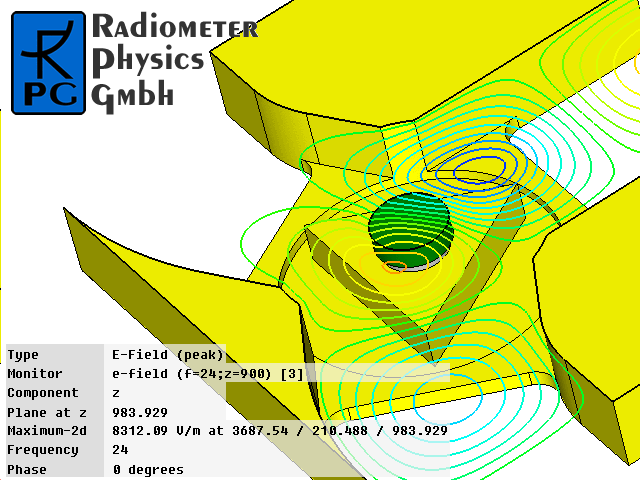 RPG
Radiometer
Physics
Gmbh
Type E-Field (peak)
Monitor e-field (f=24;z=900) [3]
Component z
Plane at z 983.929
Maximum-2d 8312.09 V/m at 3687.54 / 210.488 / 983.929
Frequency 24
Phase 0 degrees